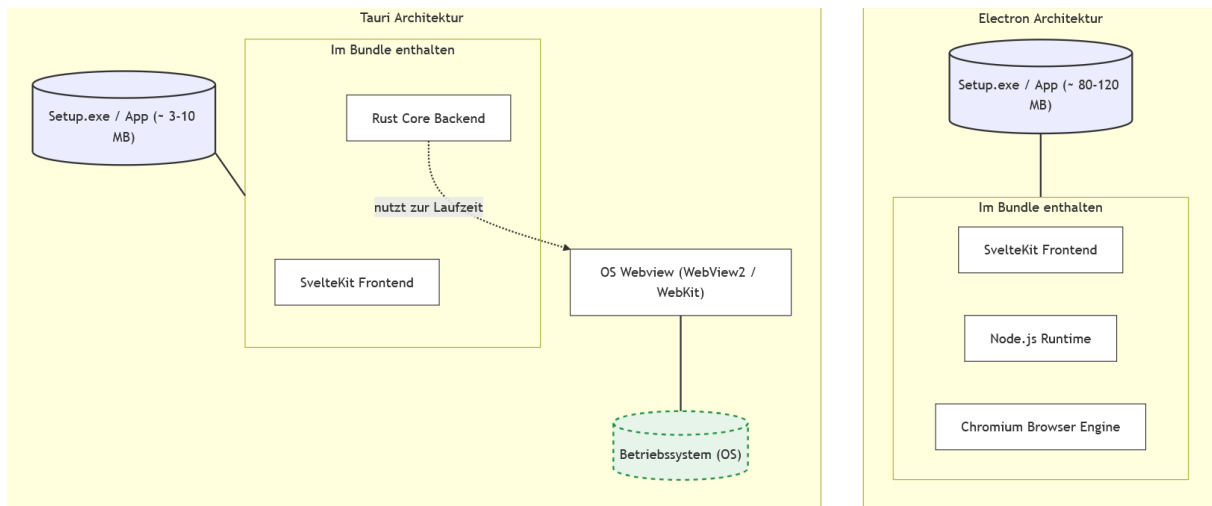 Tauri Architektur
Im Bundle enthalten
Setup.exe / App (~ 3-10
MB)
Rust Core Backend
nutzt zur Laufzeit
SvelteKit Frontend
OS Webview (WebView2 /
WebKit)
Betriebssystem (OS)
Electron Architektur
Setup.exe / App (~ 80-120
MB)
Im Bundle enthalten
SvelteKit Frontend
Node.js Runtime
Chromium Browser Engine